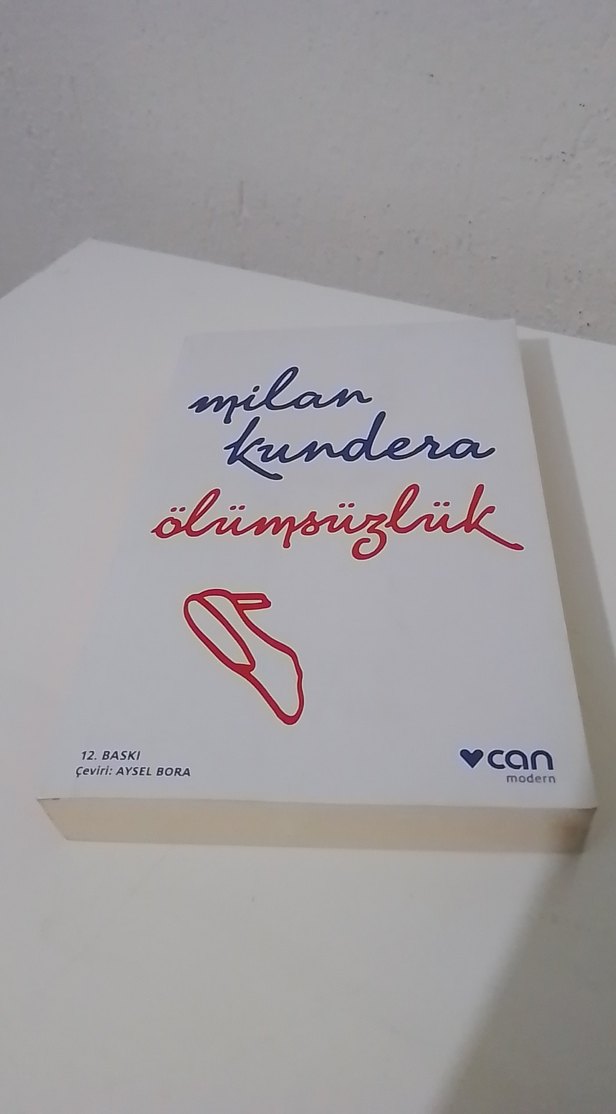 milan
kundera
ölümsüzlük
12. BASKI
Çeviri: AYSEL BORA
can
modern